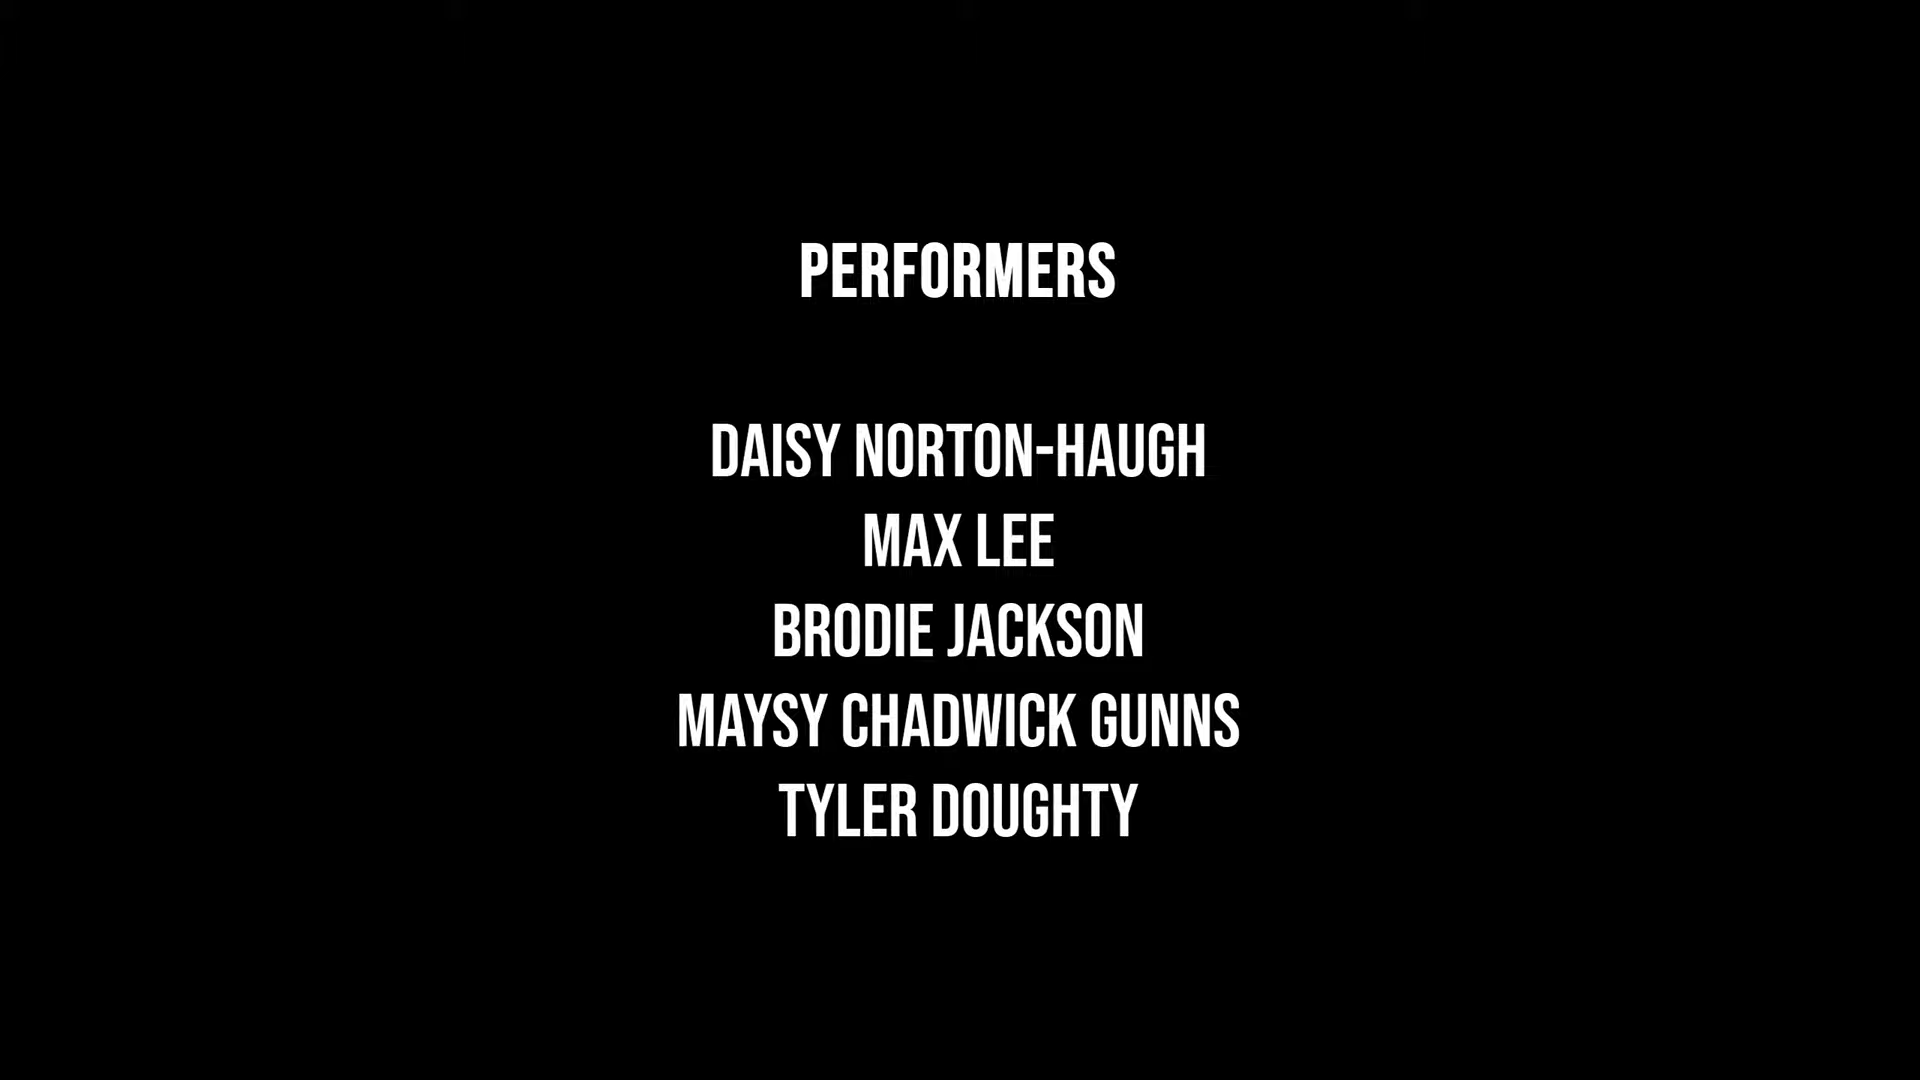 PERFORMERS
DAISY NORTON-HAUGH
MAX LEE
BRODIE JACKSON
MAYSY CHADWICK GUNNS
TYLER DOUGHTY